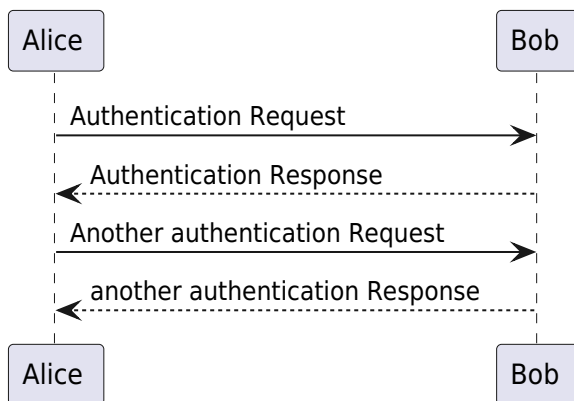 Alice
Bob
Authentication Request
Authentication Response
Another authentication Request
another authentication Response
Alice
Bob